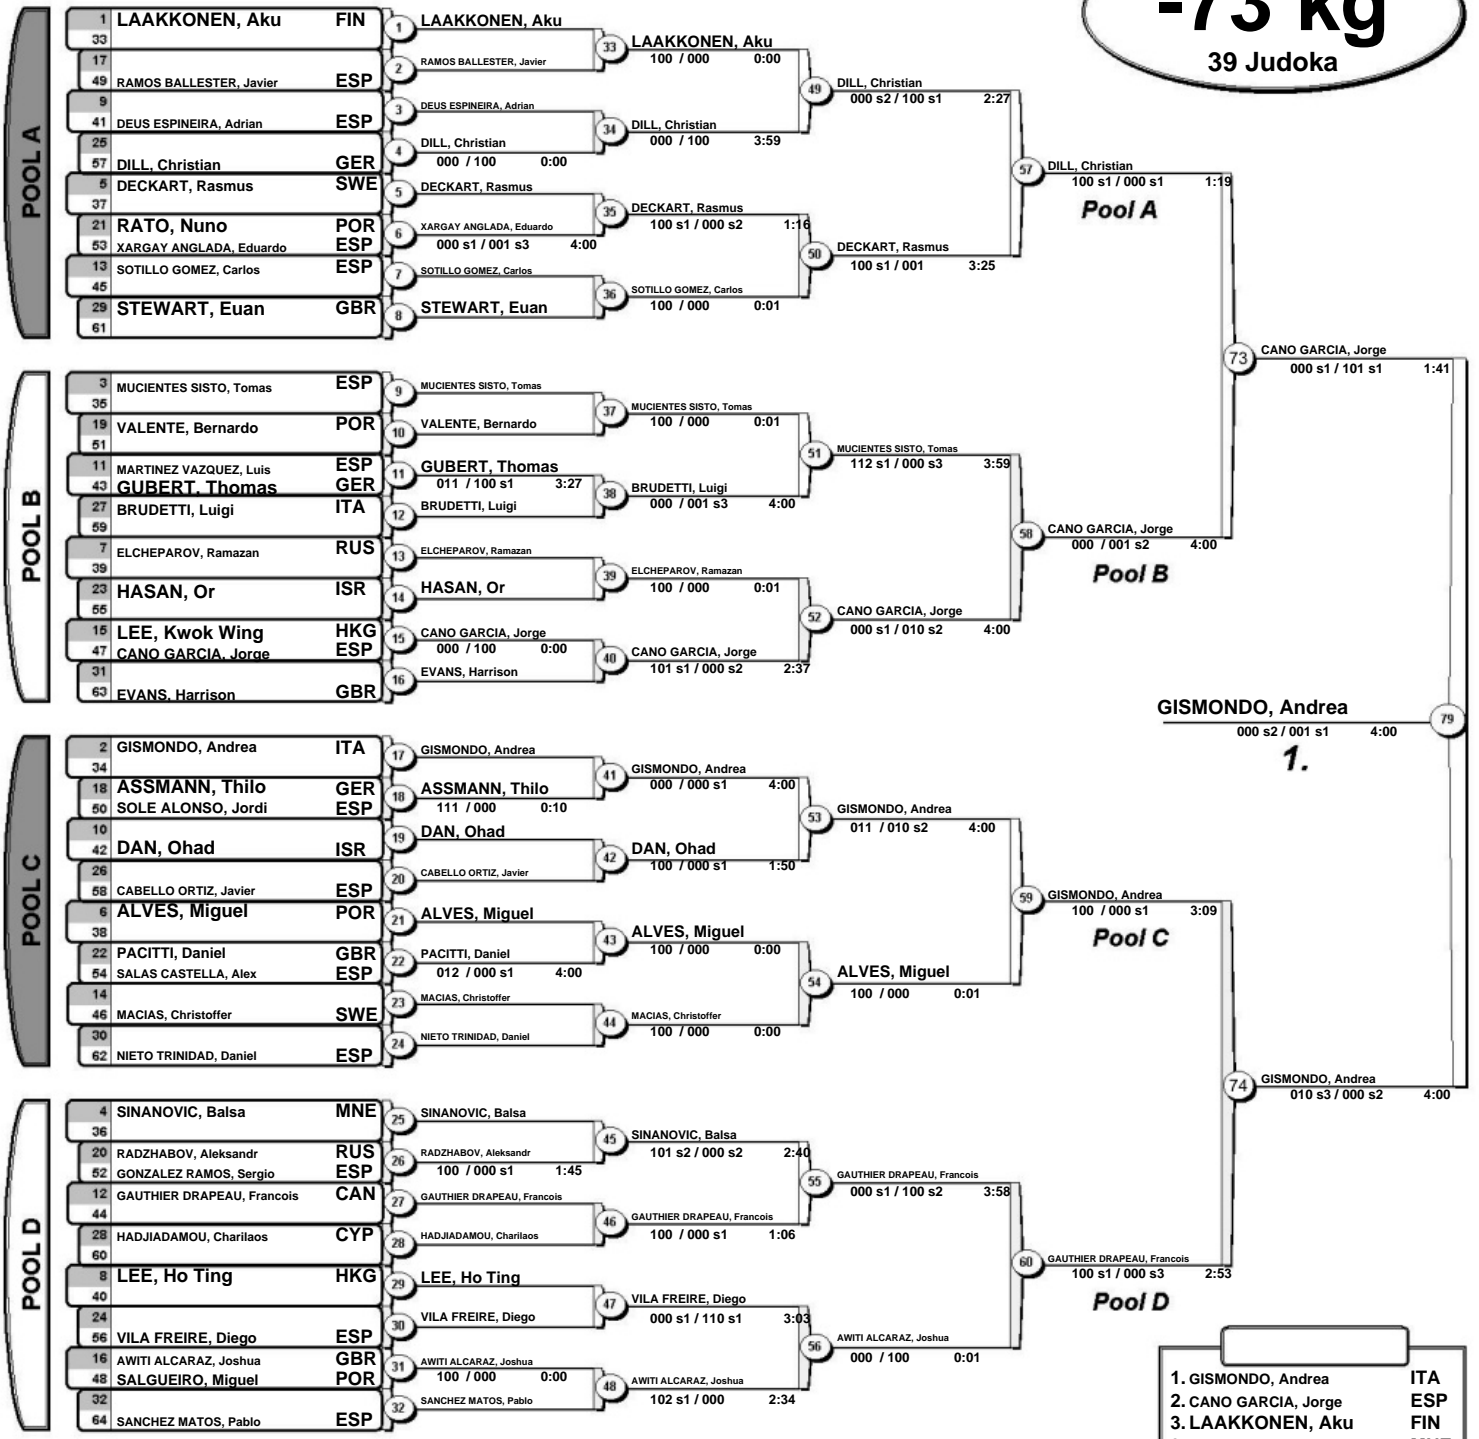 -73 kg
39 Judoka
POOL A
1 LAAKKONEN, Aku FIN
33
17
49 RAMOS BALLESTER, Javier ESP
9
41 DEUS ESPINEIRA, Adrian ESP
25
57 DILL, Christian GER
5 DECKART, Rasmus SWE
37
21 RATO, Nuno POR
53 XARGAY ANGLADA, Eduardo ESP
13 SOTILLO GOMEZ, Carlos ESP
45
29 STEWART, Euan GBR
61
1 LAAKKONEN, Aku
2 RAMOS BALLESTER, Javier
3 DEUS ESPINEIRA, Adrian
4 DILL, Christian
000 / 100 0:00
5 DECKART, Rasmus
6 XARGAY ANGLADA, Eduardo
000 s1 / 001 s3 4:00
7 SOTILLO GOMEZ, Carlos
8 STEWART, Euan
33 LAAKKONEN, Aku
100 / 000 0:00
34 DILL, Christian
000 / 100 3:59
35 DECKART, Rasmus
100 s1 / 000 s2 1:16
36 SOTILLO GOMEZ, Carlos
100 / 000 0:01
49 DILL, Christian
000 s2 / 100 s1 2:27
50 DECKART, Rasmus
100 s1 / 001 3:25
57 DILL, Christian
100 s1 / 000 s1 1:19
Pool A
POOL B
3 MUCIENTES SISTO, Tomas ESP
35
19 VALENTE, Bernardo POR
51
11 MARTINEZ VAZQUEZ, Luis ESP
43 GUBERT, Thomas GER
27 BRUDETTI, Luigi ITA
59
7 ELCHEPAROV, Ramazan RUS
39
23 HASAN, Or ISR
55
15 LEE, Kwok Wing HKG
47 CANO GARCIA, Jorge ESP
31
63 EVANS, Harrison GBR
9 MUCIENTES SISTO, Tomas
10 VALENTE, Bernardo
11 GUBERT, Thomas
011 / 100 s1 3:27
12 BRUDETTI, Luigi
13 ELCHEPAROV, Ramazan
14 HASAN, Or
15 CANO GARCIA, Jorge
000 / 100 0:00
16 EVANS, Harrison
37 MUCIENTES SISTO, Tomas
100 / 000 0:01
38 BRUDETTI, Luigi
000 / 001 s3 4:00
39 ELCHEPAROV, Ramazan
100 / 000 0:01
40 CANO GARCIA, Jorge
101 s1 / 000 s2 2:37
51 MUCIENTES SISTO, Tomas
112 s1 / 000 s3 3:59
52 CANO GARCIA, Jorge
000 s1 / 010 s2 4:00
58 CANO GARCIA, Jorge
000 / 001 s2 4:00
Pool B
73 CANO GARCIA, Jorge
000 s1 / 101 s1 1:41
GISMONDO, Andrea 79
000 s2 / 001 s1 4:00
1.
POOL C
2 GISMONDO, Andrea ITA
34
18 ASSMANN, Thilo GER
50 SOLE ALONSO, Jordi ESP
10
42 DAN, Ohad ISR
26
58 CABELLO ORTIZ, Javier ESP
6 ALVES, Miguel POR
38
22 PACITTI, Daniel GBR
54 SALAS CASTELLA, Alex ESP
14
46 MACIAS, Christoffer SWE
30
62 NIETO TRINIDAD, Daniel ESP
17 GISMONDO, Andrea
18 ASSMANN, Thilo
111 / 000 0:10
19 DAN, Ohad
20 CABELLO ORTIZ, Javier
21 ALVES, Miguel
22 PACITTI, Daniel
012 / 000 s1 4:00
23 MACIAS, Christoffer
24 NIETO TRINIDAD, Daniel
41 GISMONDO, Andrea
000 / 000 s1 4:00
42 DAN, Ohad
100 / 000 s1 1:50
43 ALVES, Miguel
100 / 000 0:00
44 MACIAS, Christoffer
100 / 000 0:00
53 GISMONDO, Andrea
011 / 010 s2 4:00
54 ALVES, Miguel
100 / 000 0:01
59 GISMONDO, Andrea
100 / 000 s1 3:09
Pool C
74 GISMONDO, Andrea
010 s3 / 000 s2 4:00
POOL D
4 SINANOVIC, Balsa MNE
36
20 RADZHABOV, Aleksandr RUS
52 GONZALEZ RAMOS, Sergio ESP
12 GAUTHIER DRAPEAU, Francois CAN
44
28 HADJIADAMOU, Charilaos CYP
60
8 LEE, Ho Ting HKG
40
24
56 VILA FREIRE, Diego ESP
16 AWITI ALCARAZ, Joshua GBR
48 SALGUEIRO, Miguel POR
32
64 SANCHEZ MATOS, Pablo ESP
25 SINANOVIC, Balsa
26 RADZHABOV, Aleksandr
100 / 000 s1 1:45
27 GAUTHIER DRAPEAU, Francois
28 HADJIADAMOU, Charilaos
29 LEE, Ho Ting
30 VILA FREIRE, Diego
31 AWITI ALCARAZ, Joshua
100 / 000 0:00
32 SANCHEZ MATOS, Pablo
45 SINANOVIC, Balsa
101 s2 / 000 s2 2:40
46 GAUTHIER DRAPEAU, Francois
100 / 000 s1 1:06
47 VILA FREIRE, Diego
000 s1 / 110 s1 3:03
48 AWITI ALCARAZ, Joshua
102 s1 / 000 2:34
55 GAUTHIER DRAPEAU, Francois
000 s1 / 100 s2 3:58
56 AWITI ALCARAZ, Joshua
000 / 100 0:01
60 GAUTHIER DRAPEAU, Francois
100 s1 / 000 s3 2:53
Pool D
1. GISMONDO, Andrea ITA
2. CANO GARCIA, Jorge ESP
3. LAAKKONEN, Aku FIN